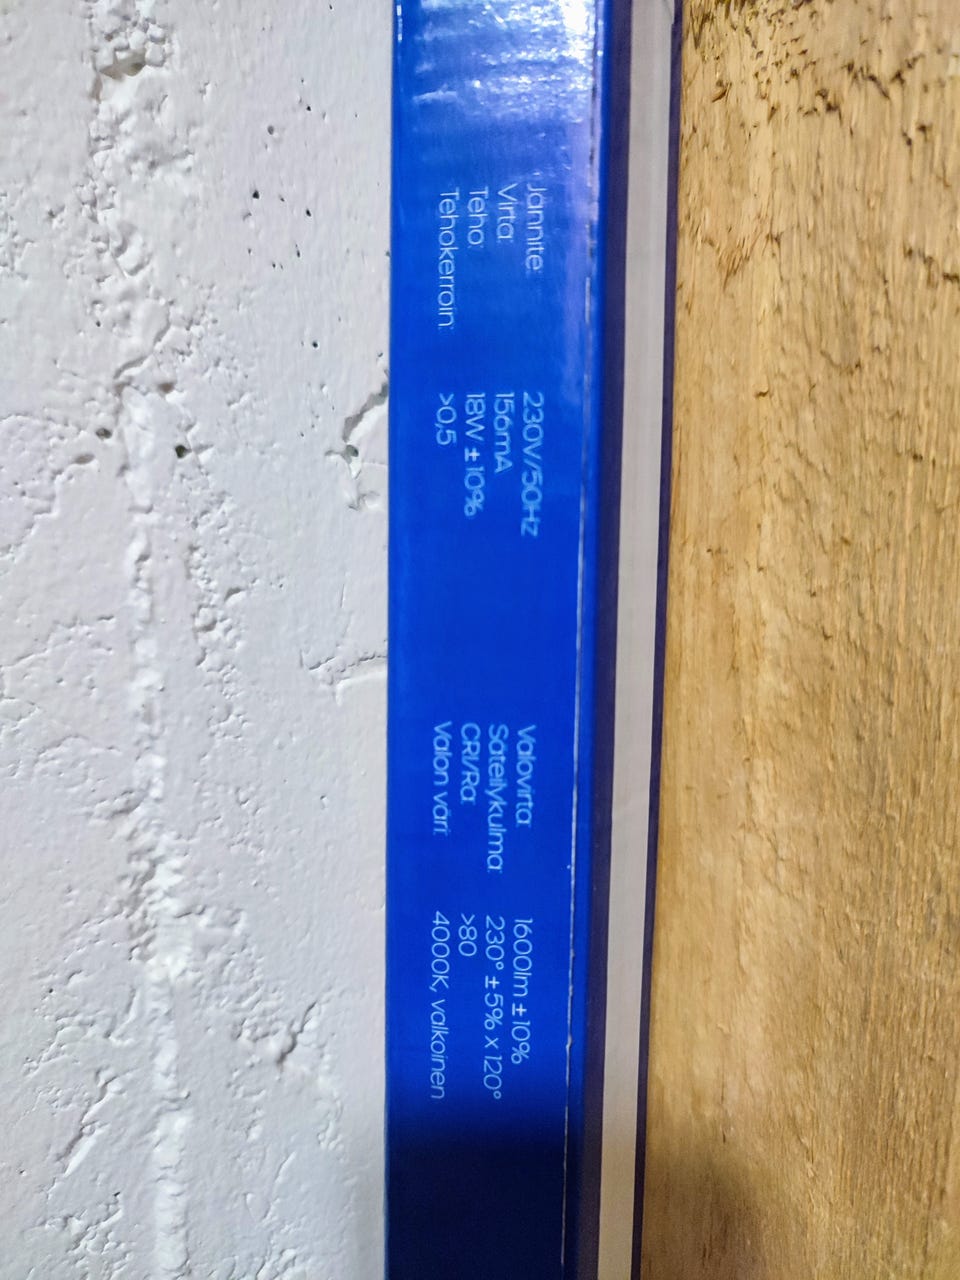 Jännite: 230V/50Hz
Virta: 156mA
Teho: 18W ± 10%
Tehokerroin: >0,5
Valovirta: 1600lm ± 10%
Säteilykulma: 230° ± 5% x 120°
CRI/Ra: >80
Valon väri: 4000K, valkoinen